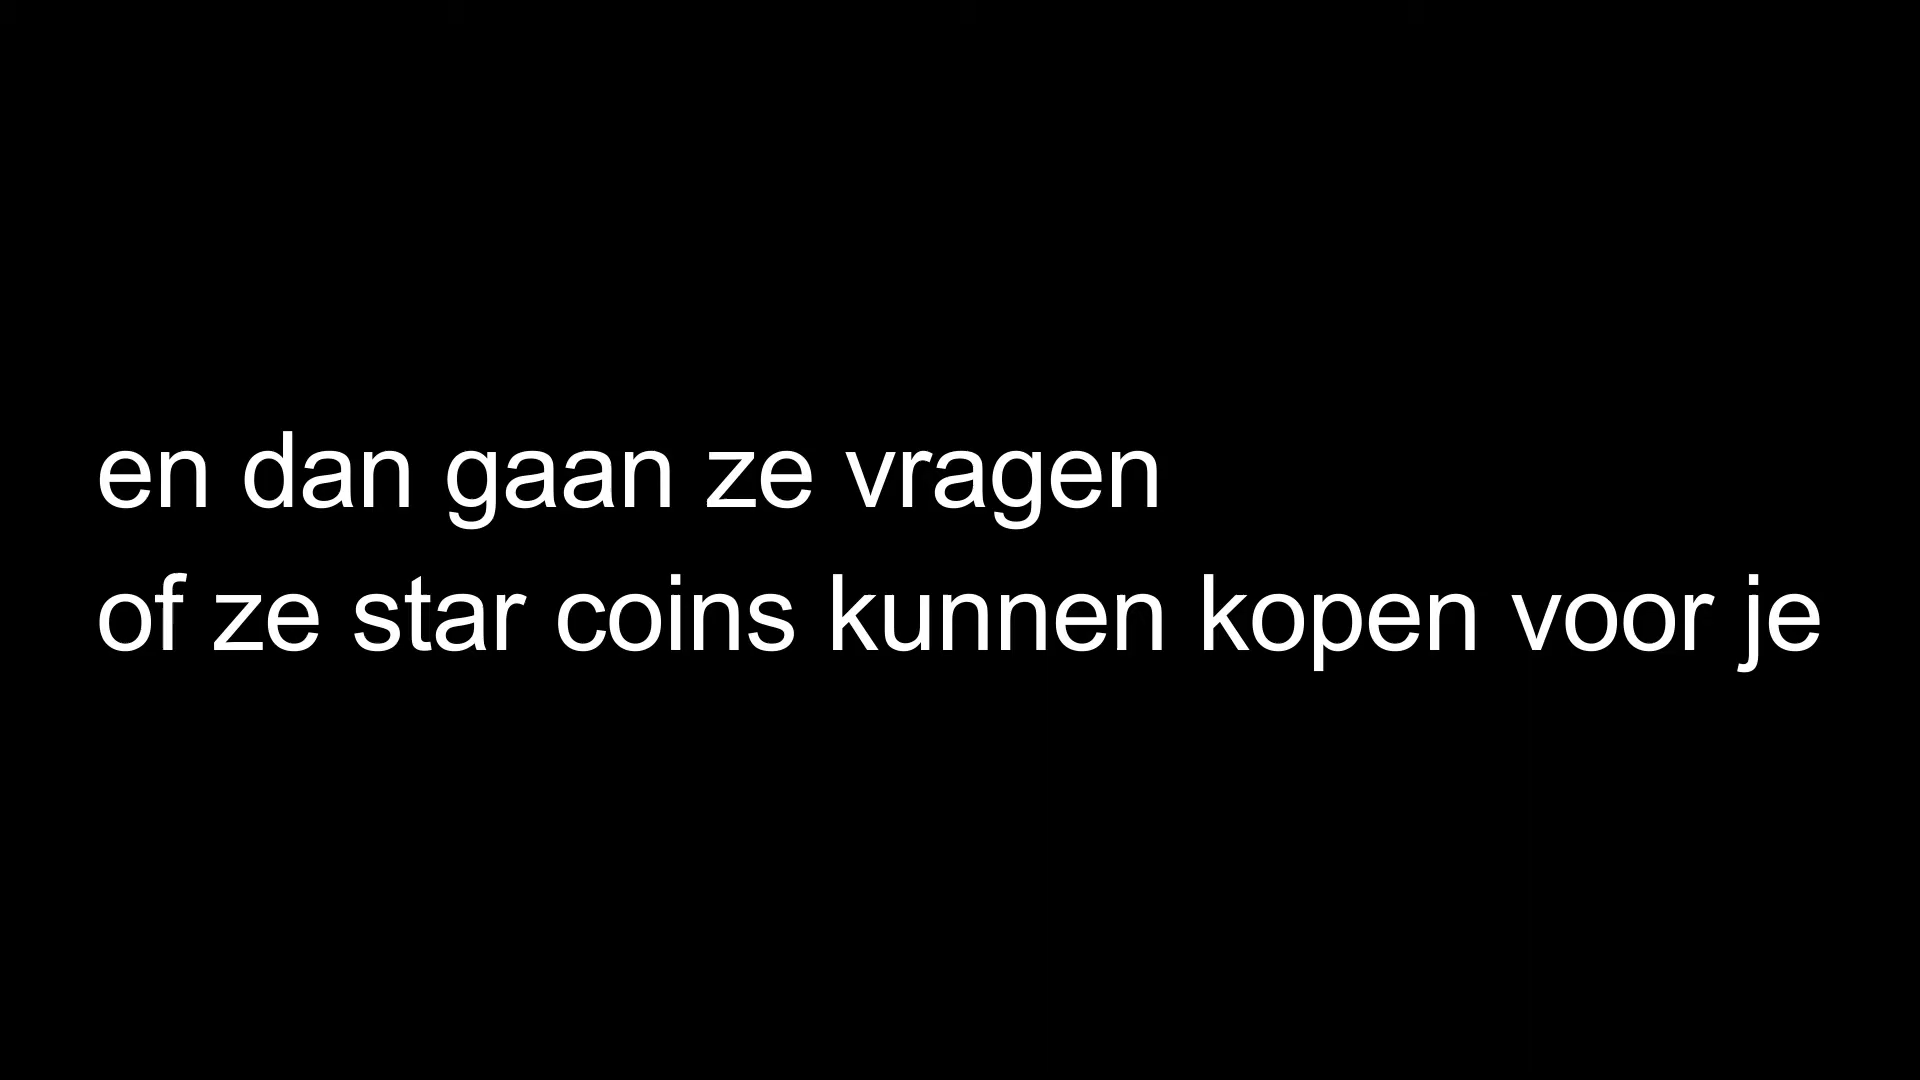 en dan gaan ze vragen
of ze star coins kunnen kopen voor je